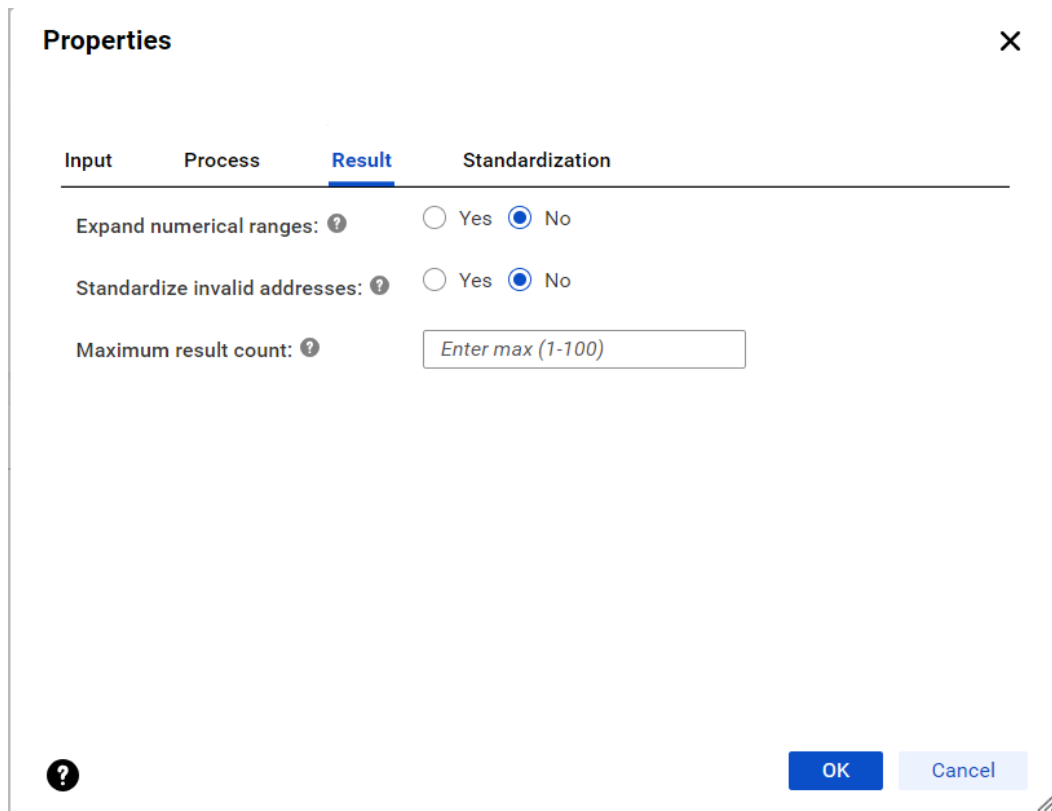 Properties
Input Process Result Standardization
Expand numerical ranges: ? Yes No
Standardize invalid addresses: ? Yes No
Maximum result count: ? Enter max (1-100)
? OK Cancel